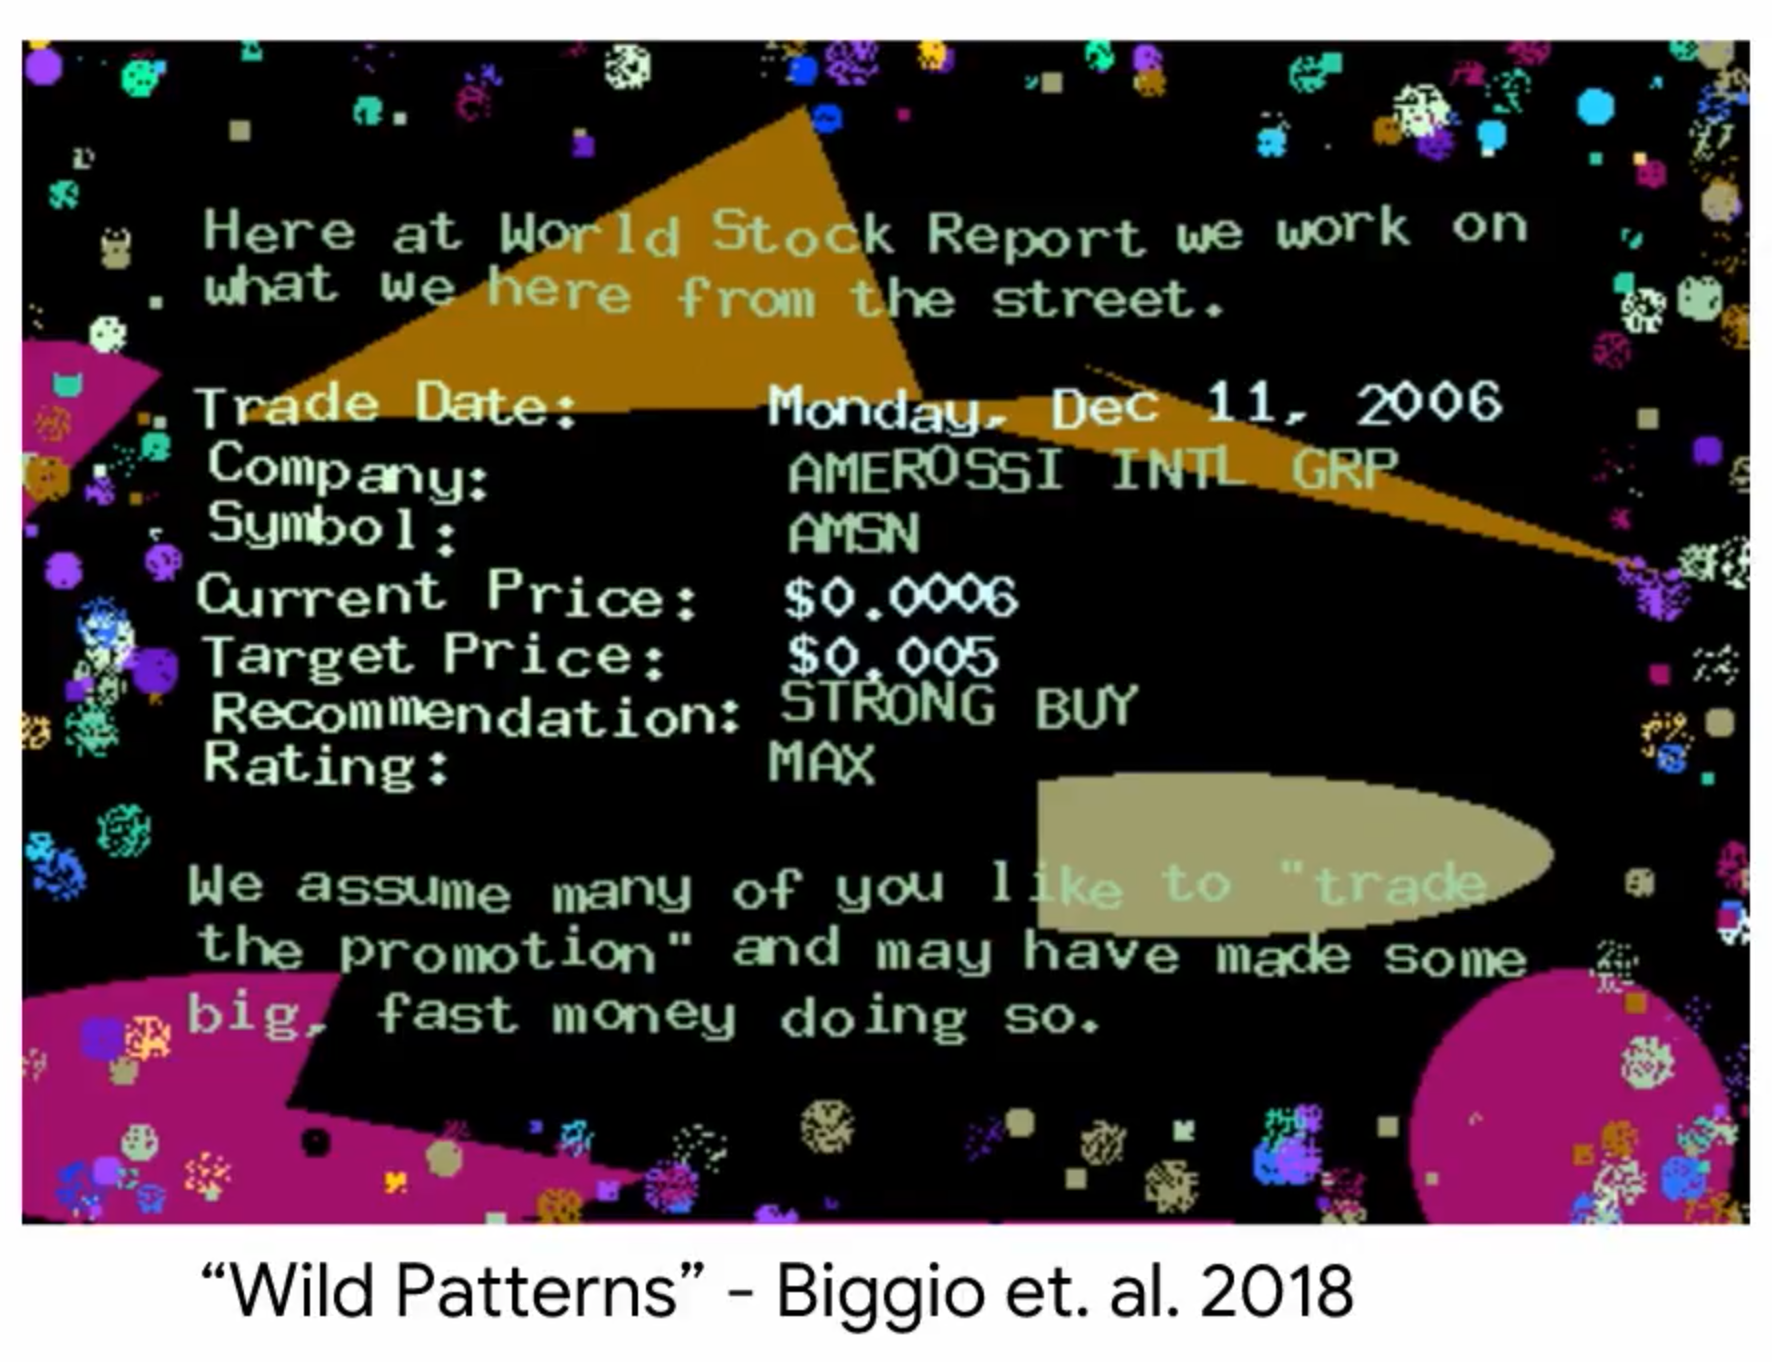 Here at World Stock Report we work on
what we here from the street.
Trade Date: Monday, Dec 11, 2006
Company: AMEROSSI INTL GRP
Symbol: AMSN
Current Price: $0.0006
Target Price: $0.005
Recommendation: STRONG BUY
Rating: MAX
We assume many of you like to "trade
the promotion" and may have made some
big, fast money doing so.
“Wild Patterns” - Biggio et. al. 2018